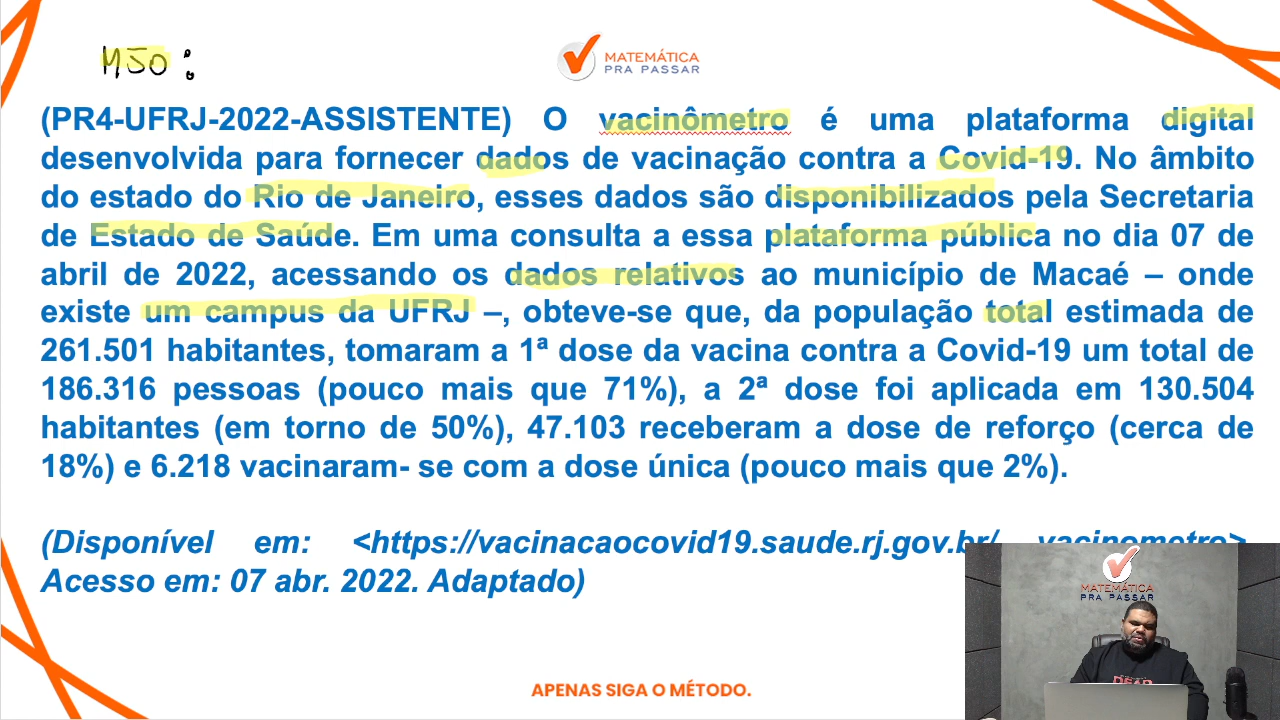 MJO:
MATEMÁTICA
PRA PASSAR
(PR4-UFRJ-2022-ASSISTENTE) O vacinômetro é uma plataforma digital
desenvolvida para fornecer dados de vacinação contra a Covid-19. No âmbito
do estado do Rio de Janeiro, esses dados são disponibilizados pela Secretaria
de Estado de Saúde. Em uma consulta a essa plataforma pública no dia 07 de
abril de 2022, acessando os dados relativos ao município de Macaé – onde
existe um campus da UFRJ –, obteve-se que, da população total estimada de
261.501 habitantes, tomaram a 1ª dose da vacina contra a Covid-19 um total de
186.316 pessoas (pouco mais que 71%), a 2ª dose foi aplicada em 130.504
habitantes (em torno de 50%), 47.103 receberam a dose de reforço (cerca de
18%) e 6.218 vacinaram- se com a dose única (pouco mais que 2%).
(Disponível em: <https://vacinacaocovid19.saude.rj.gov.br/ vacinometro>.
Acesso em: 07 abr. 2022. Adaptado)
MATEMÁTICA
PRA PASSAR
DEAD
APENAS SIGA O MÉTODO.